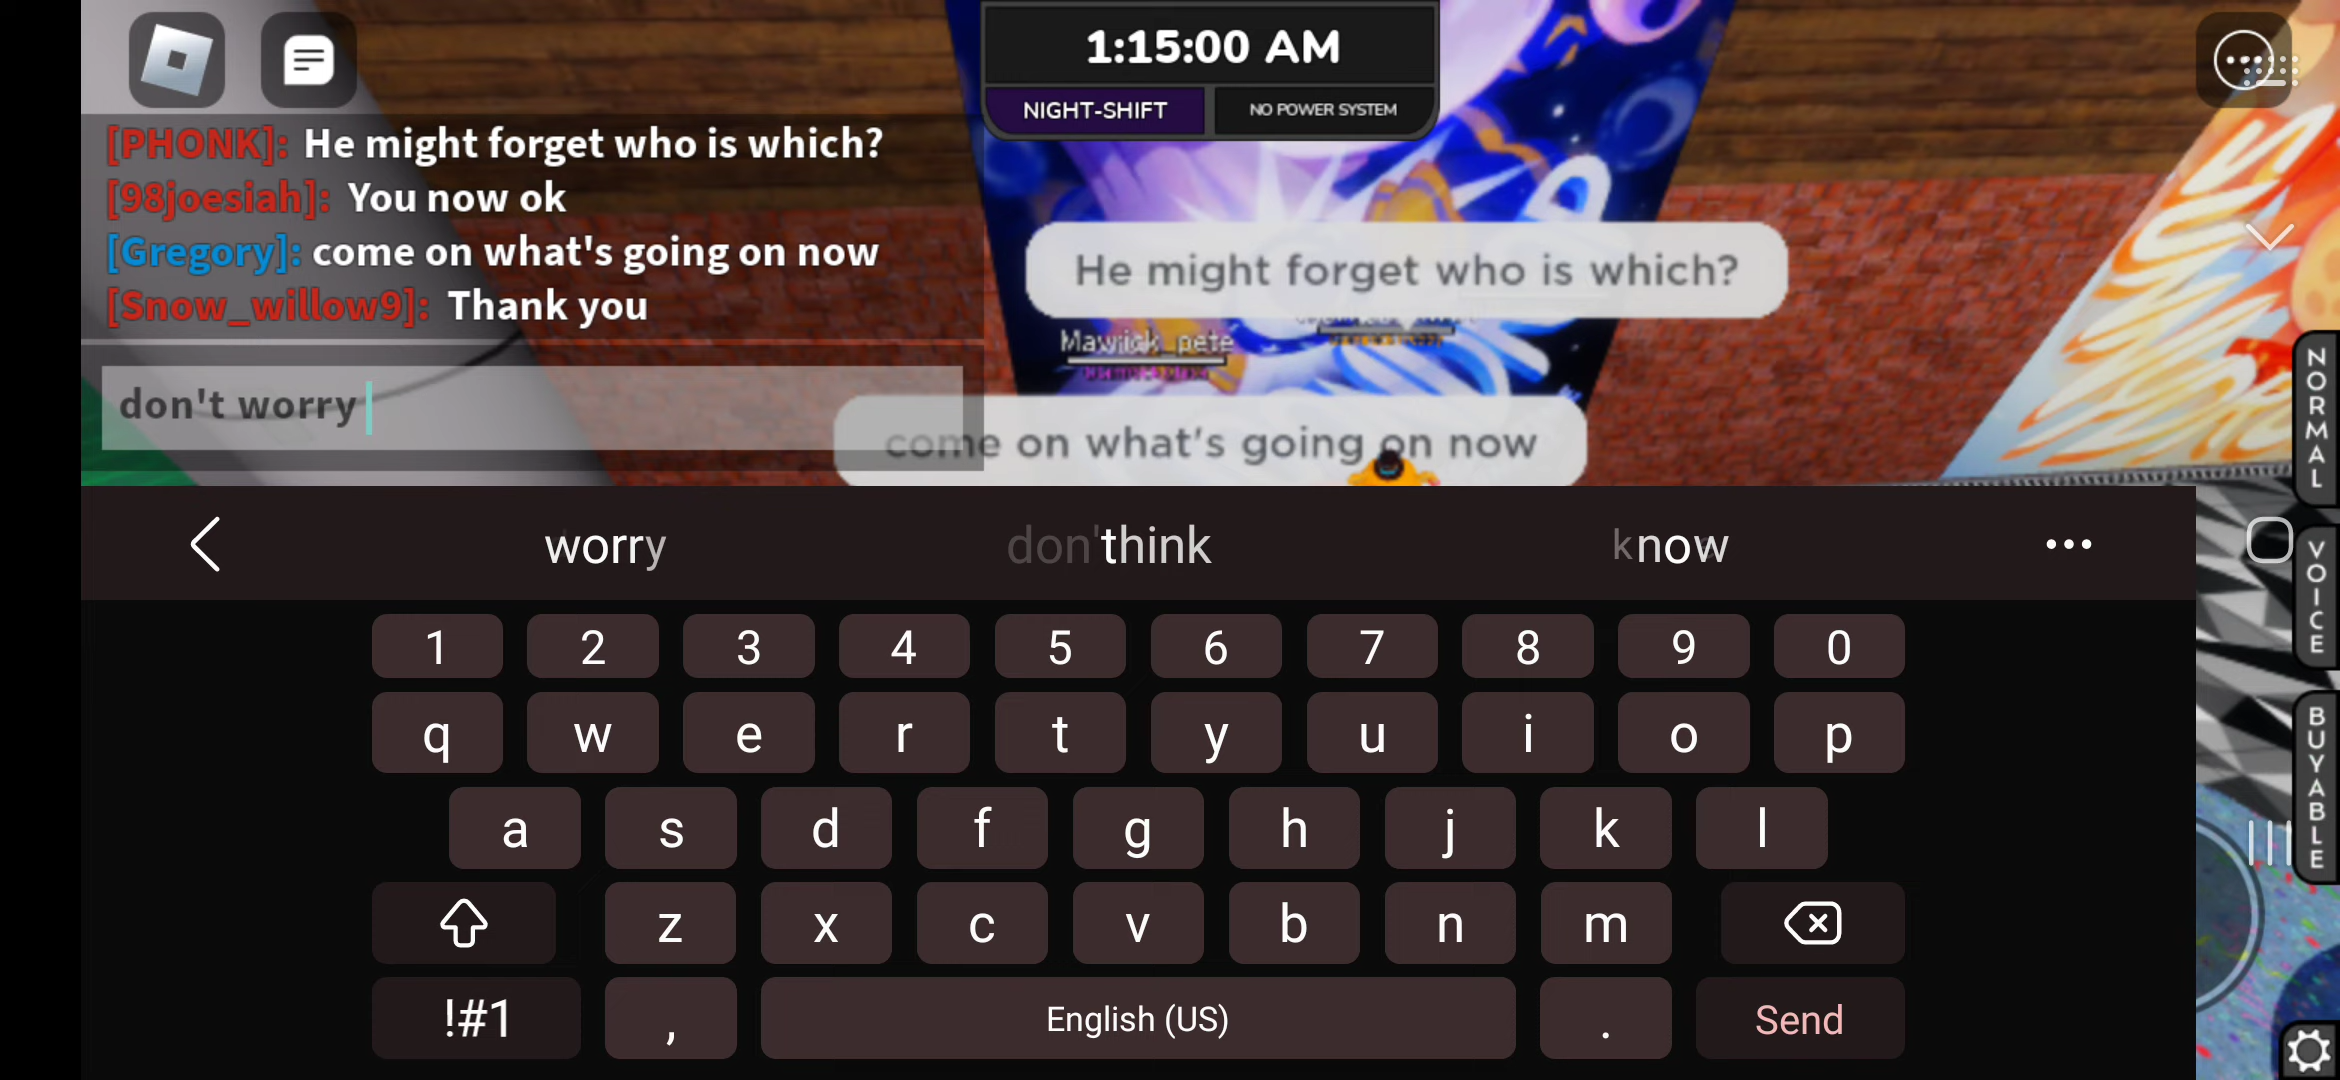 1:15:00 AM
NIGHT-SHIFT
NO POWER SYSTEM
[PHONK]: He might forget who is which?
[98joesiah]: You now ok
[Gregory]: come on what's going on now
[Snow_willow9]: Thank you
don't worry
He might forget who is which?
come on what's going on now
NORMAL
VOICE
BUYABLE
worry don' think know
1 2 3 4 5 6 7 8 9 0
q w e r t y u i o p
a s d f g h j k l
z x c v b n m
!#1 , English (US) . Send